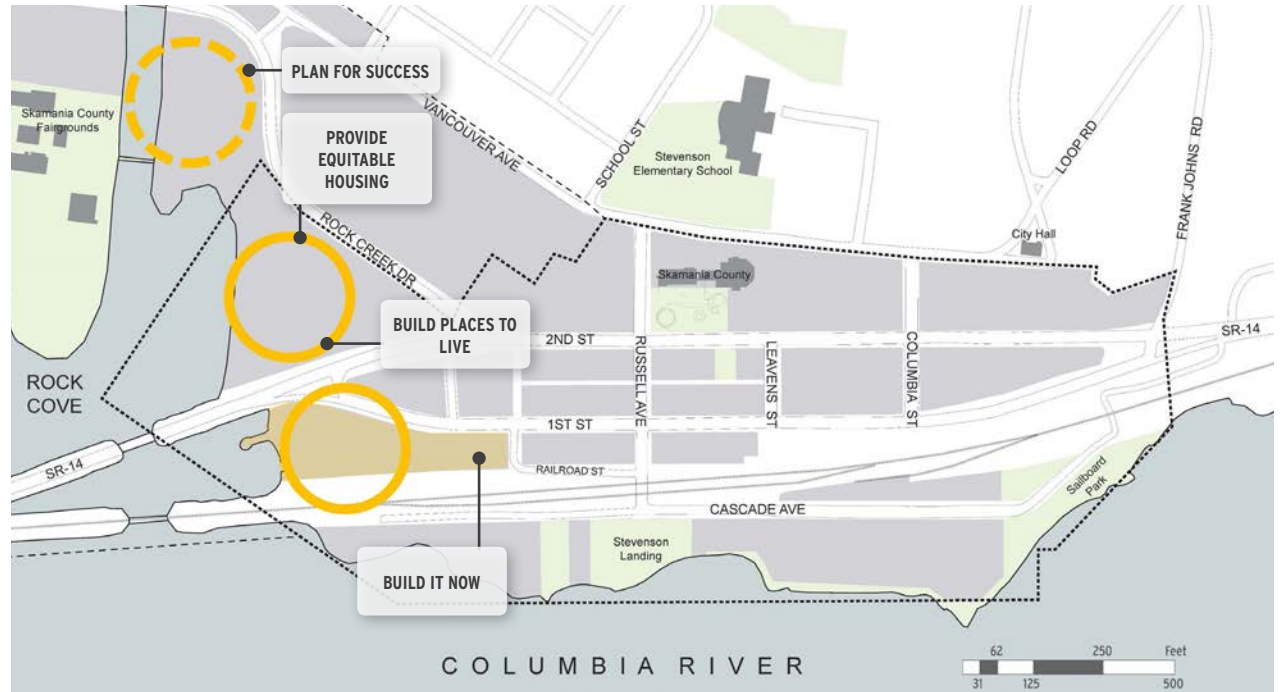 PLAN FOR SUCCESS
Skamania County
Fairgrounds
PROVIDE
EQUITABLE
HOUSING
VANCOUVER AVE
SCHOOL ST
Stevenson
Elementary School
LOOP RD
FRANK JOHNS RD
City Hall
ROCK CREEK DR
Skamania County
BUILD PLACES TO
LIVE
2ND ST
RUSSELL AVE
LEAVENS ST
COLUMBIA ST
SR-14
ROCK
COVE
1ST ST
SR-14
RAILROAD ST
Sailboard
Park
CASCADE AVE
Stevenson
Landing
BUILD IT NOW
COLUMBIA RIVER
62 250 Feet
31 125 500